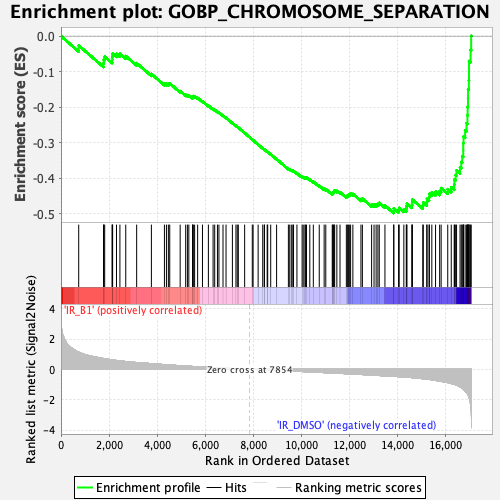 Enrichment plot: GOBP_CHROMOSOME_SEPARATION
Enrichment score (ES)
0.0
-0.1
-0.2
-0.3
-0.4
-0.5
'IR_B1' (positively correlated)
Ranked list metric (Signal2Noise)
4
2
0
-2
-4
Zero cross at 7854
'IR_DMSO' (negatively correlated)
0 2,000 4,000 6,000 8,000 10,000 12,000 14,000 16,000
Rank in Ordered Dataset
Enrichment profile Hits Ranking metric scores